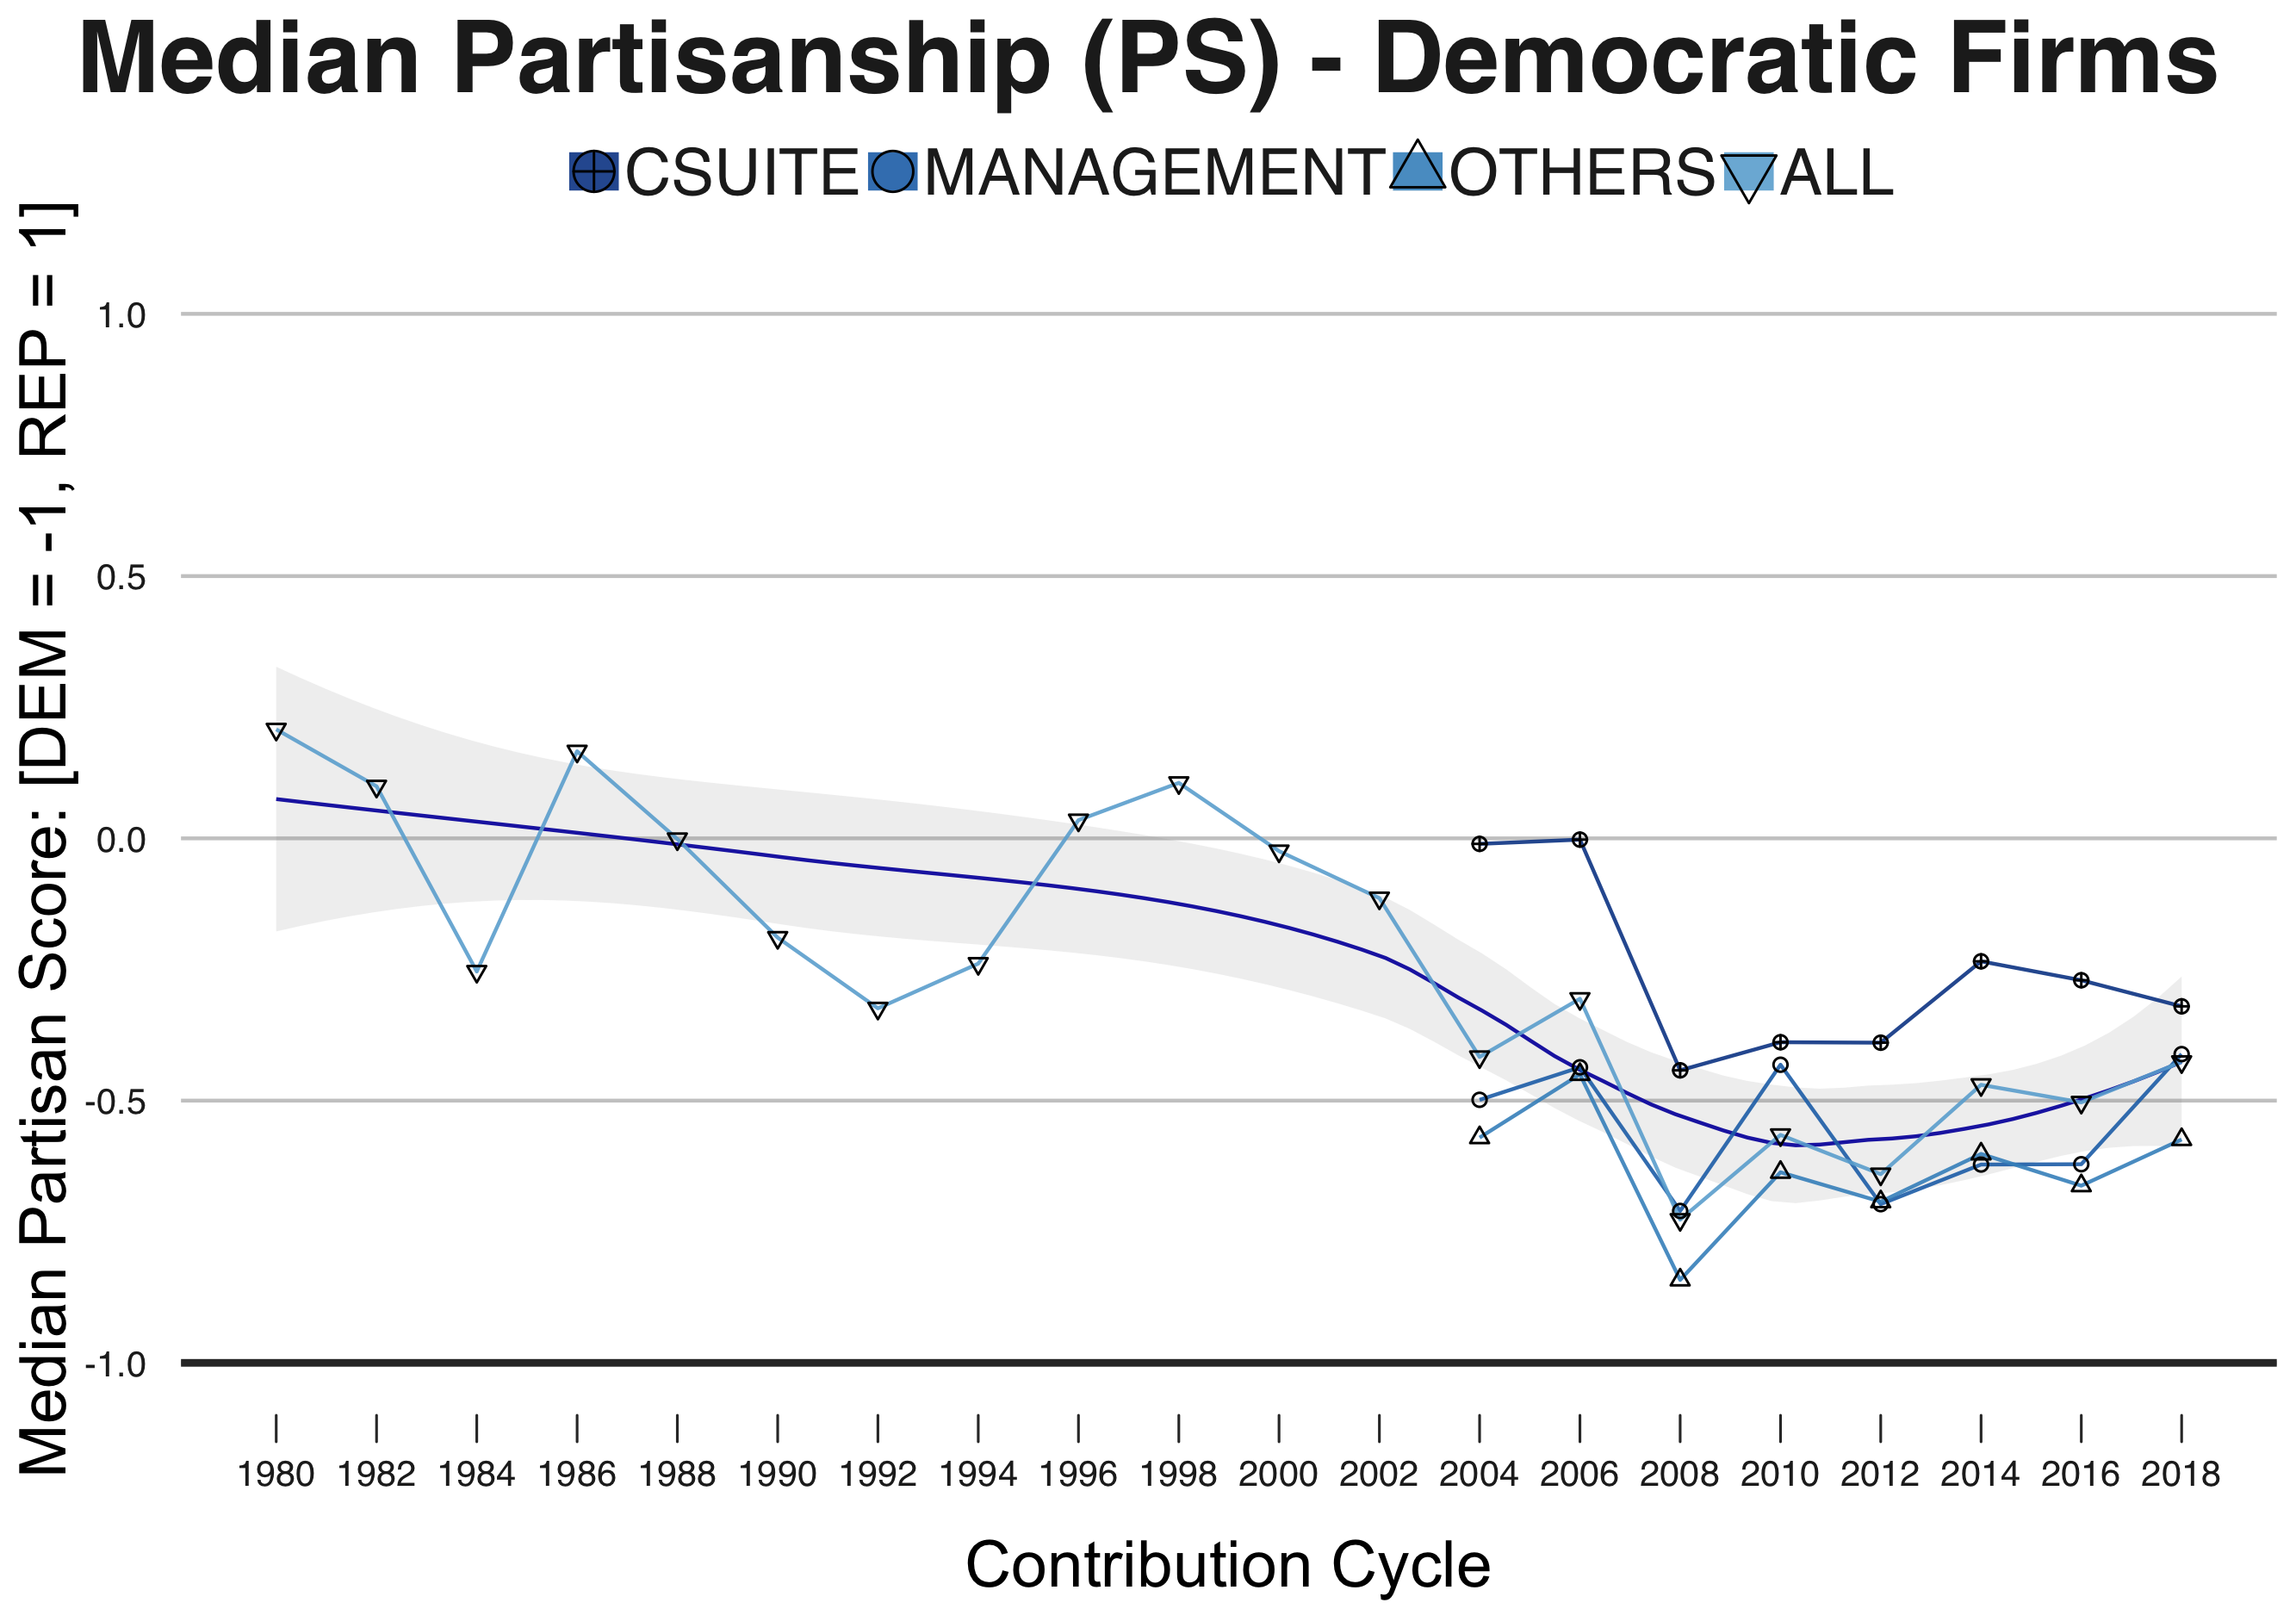 Median Partisanship (PS) - Democratic Firms
CSUITE MANAGEMENT OTHERS ALL
Median Partisan Score: [DEM = -1, REP = 1]
1.0
0.5
0.0
-0.5
-1.0
1980 1982 1984 1986 1988 1990 1992 1994 1996 1998 2000 2002 2004 2006 2008 2010 2012 2014 2016 2018
Contribution Cycle